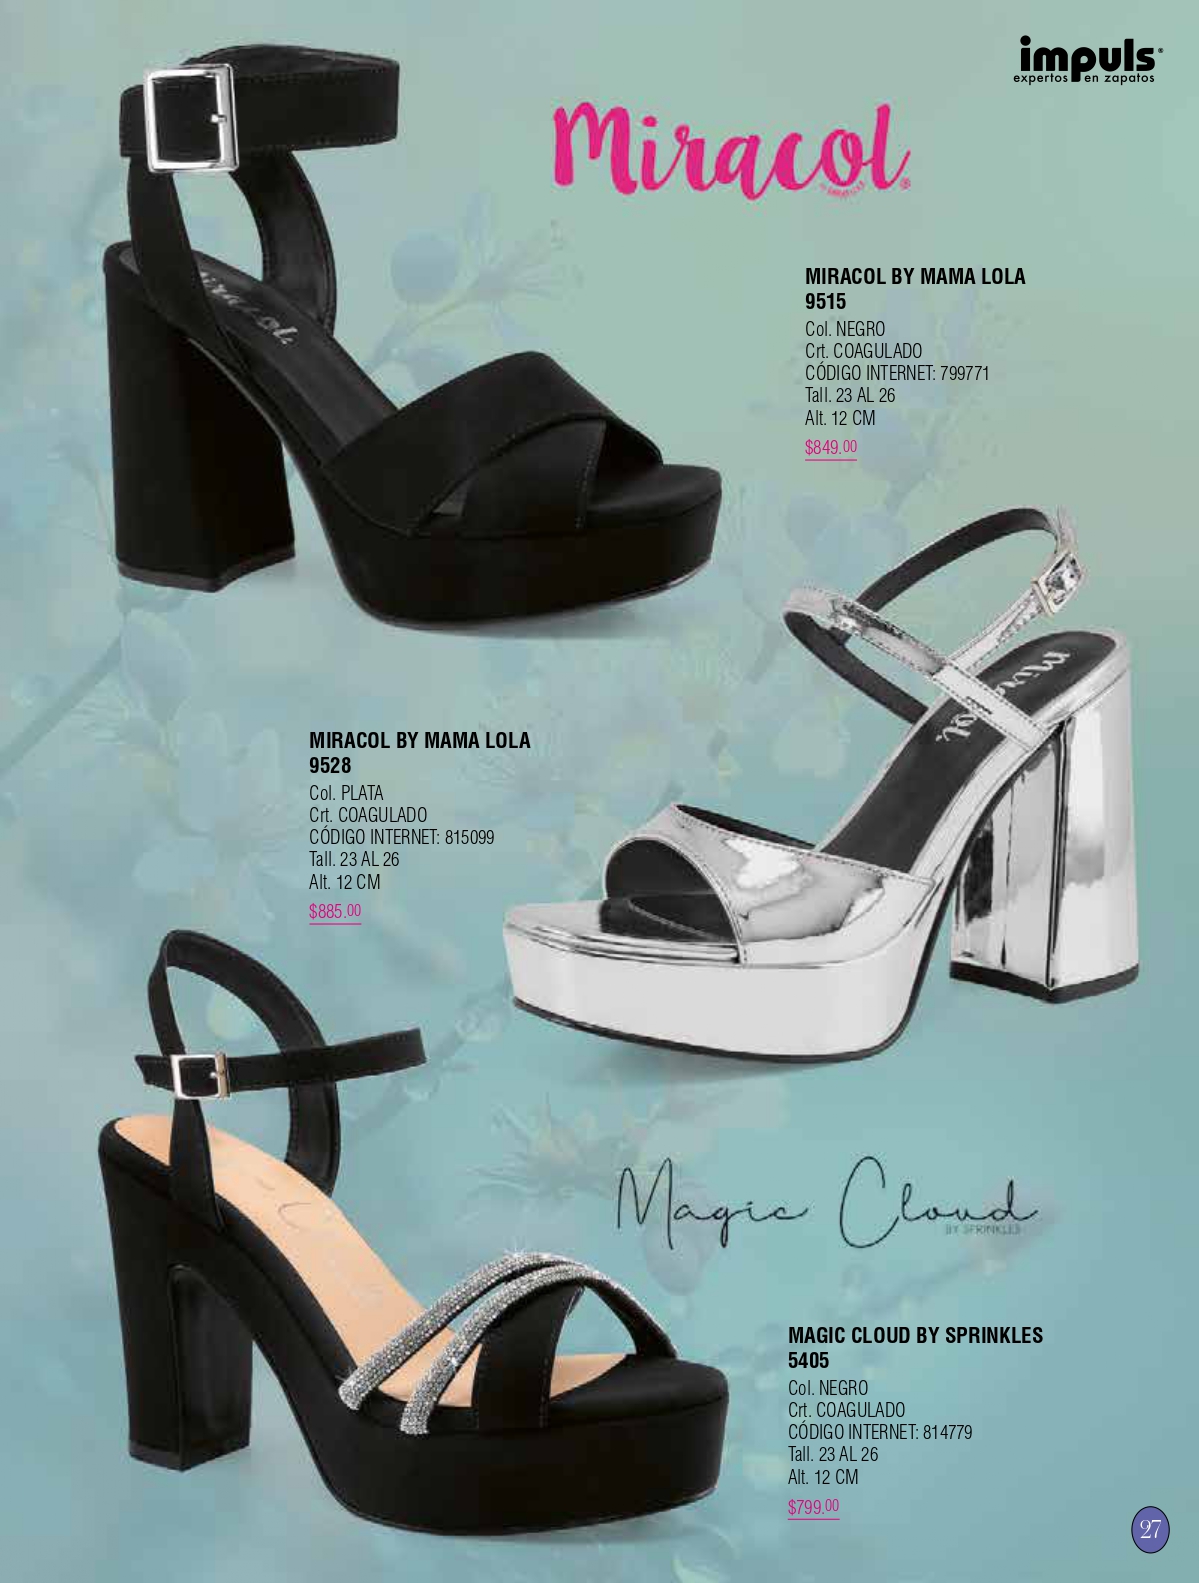 impuls®
expertos en zapatos
Miracol®
Miracol.
MIRACOL BY MAMA LOLA
9515
Col. NEGRO
Crt. COAGULADO
CÓDIGO INTERNET: 799771
Tall. 23 AL 26
Alt. 12 CM
$849.00
Miracol.
MIRACOL BY MAMA LOLA
9528
Col. PLATA
Crt. COAGULADO
CÓDIGO INTERNET: 815099
Tall. 23 AL 26
Alt. 12 CM
$885.00
Magic Cloud
BY SPRINKLES
MAGIC CLOUD BY SPRINKLES
5405
Col. NEGRO
Crt. COAGULADO
CÓDIGO INTERNET: 814779
Tall. 23 AL 26
Alt. 12 CM
$799.00
27